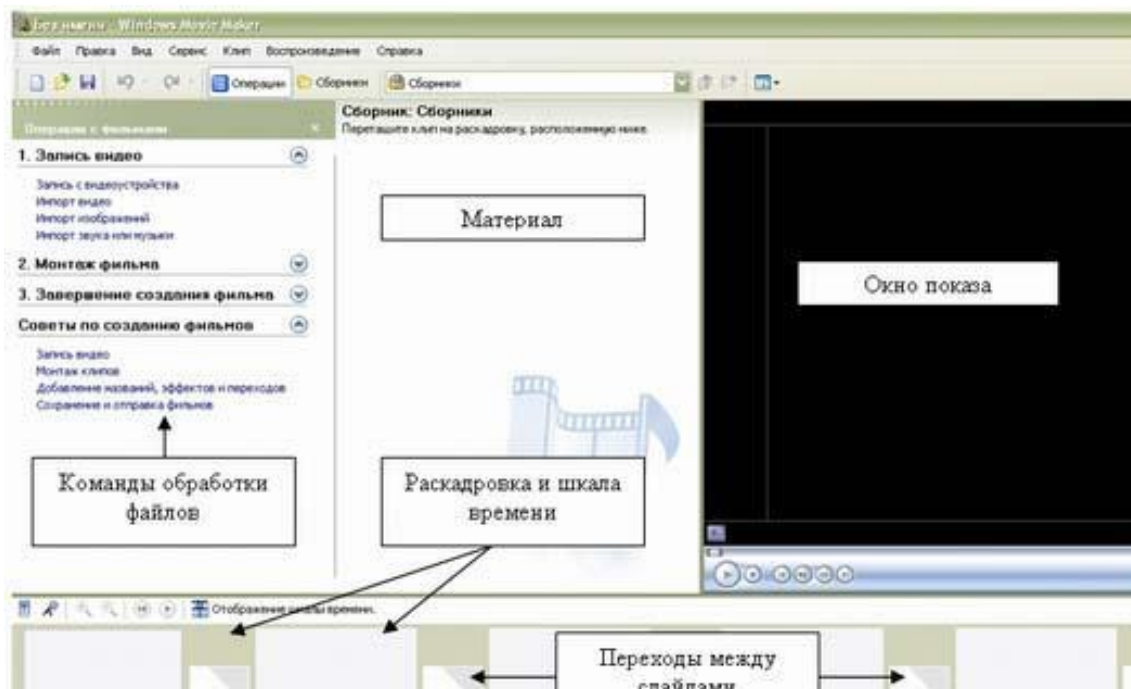 Без имени - Windows Movie Maker
Файл Правка Вид Сервис Клип Воспроизведение Справка
Операции Сборники Сборники
Операции с фильмами
Сборник: Сборники
Перетащите клип на раскадровку, расположенную ниже.
1. Запись видео
Запись с видеоустройства
Импорт видео
Импорт изображений
Импорт звука или музыки
2. Монтаж фильма
3. Завершение создания фильма
Советы по созданию фильмов
Запись видео
Монтаж клипов
Добавление названий, эффектов и переходов
Сохранение и отправка фильмов
Материал
Окно показа
Команды обработки
файлов
Раскадровка и шкала
времени
Отображение шкалы времени.
Переходы между
слайдами